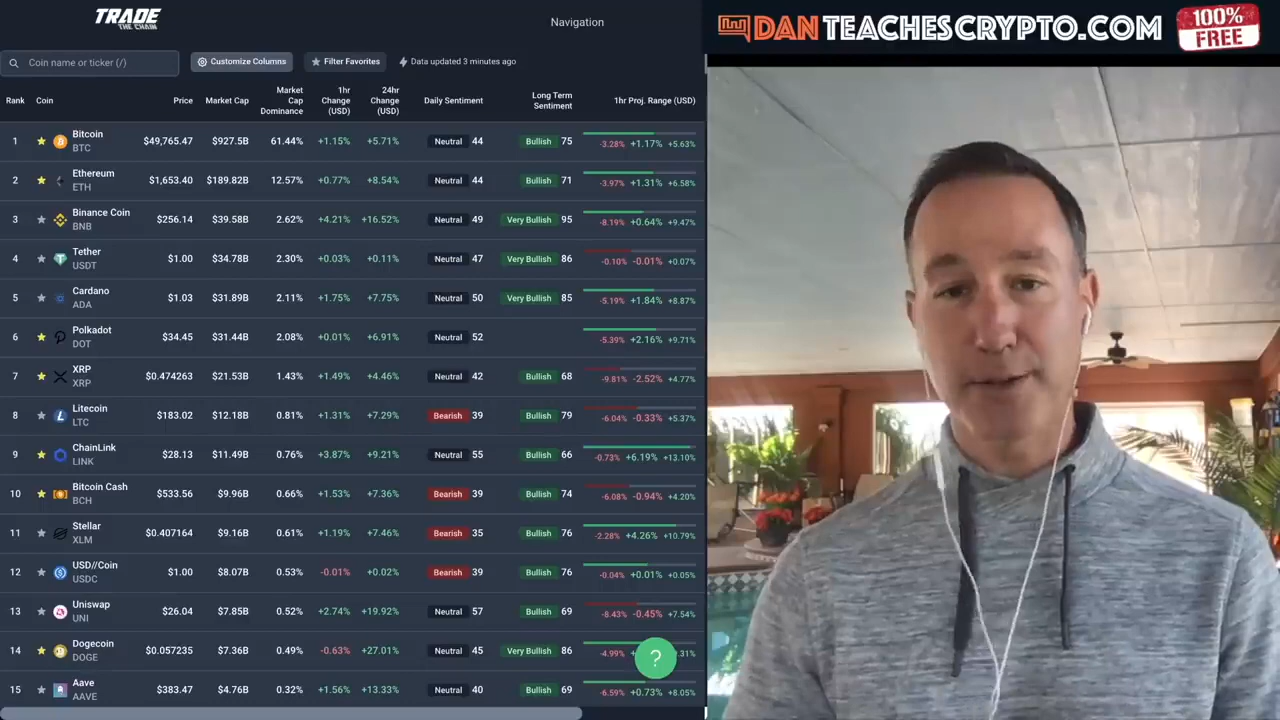 TRADE
THE CHAIN
Navigation
DANTEACHESCRYPTO.COM
100%
FREE
Coin name or ticker (/)
Customize Columns
Filter Favorites
Data updated 3 minutes ago
Rank Coin Price Market Cap Market Cap Dominance 1hr Change (USD) 24hr Change (USD) Daily Sentiment Long Term Sentiment 1hr Proj. Range (USD)
1 Bitcoin BTC $49,765.47 $927.5B 61.44% +1.15% +5.71% Neutral 44 Bullish 75 -3.28% +1.17% +5.63%
2 Ethereum ETH $1,653.40 $189.82B 12.57% +0.77% +8.54% Neutral 44 Bullish 71 -3.97% +1.31% +6.58%
3 Binance Coin BNB $256.14 $39.58B 2.62% +4.21% +16.52% Neutral 49 Very Bullish 95 -8.19% +0.64% +9.47%
4 Tether USDT $1.00 $34.78B 2.30% +0.03% +0.11% Neutral 47 Very Bullish 86 -0.10% -0.01% +0.07%
5 Cardano ADA $1.03 $31.89B 2.11% +1.75% +7.75% Neutral 50 Very Bullish 85 -5.19% +1.84% +8.87%
6 Polkadot DOT $34.45 $31.44B 2.08% +0.01% +6.91% Neutral 52 -5.39% +2.16% +9.71%
7 XRP XRP $0.474263 $21.53B 1.43% +1.49% +4.46% Neutral 42 Bullish 68 -9.81% -2.52% +4.77%
8 Litecoin LTC $183.02 $12.18B 0.81% +1.31% +7.29% Bearish 39 Bullish 79 -6.04% -0.33% +5.37%
9 ChainLink LINK $28.13 $11.49B 0.76% +3.87% +9.21% Neutral 55 Bullish 66 -0.73% +6.19% +13.10%
10 Bitcoin Cash BCH $533.56 $9.96B 0.66% +1.53% +7.36% Bearish 39 Bullish 74 -6.08% -0.94% +4.20%
11 Stellar XLM $0.407164 $9.16B 0.61% +1.19% +7.46% Bearish 35 Bullish 76 -2.28% +4.26% +10.79%
12 USD//Coin USDC $1.00 $8.07B 0.53% -0.01% +0.02% Bearish 39 Bullish 76 -0.04% +0.01% +0.05%
13 Uniswap UNI $26.04 $7.85B 0.52% +2.74% +19.92% Neutral 57 Bullish 69 -8.43% -0.45% +7.54%
14 Dogecoin DOGE $0.057235 $7.36B 0.49% -0.63% +27.01% Neutral 45 Very Bullish 86 -4.99%
?
15 Aave AAVE $383.47 $4.76B 0.32% +1.56% +13.33% Neutral 40 Bullish 69 -6.59% +0.73% +8.05%